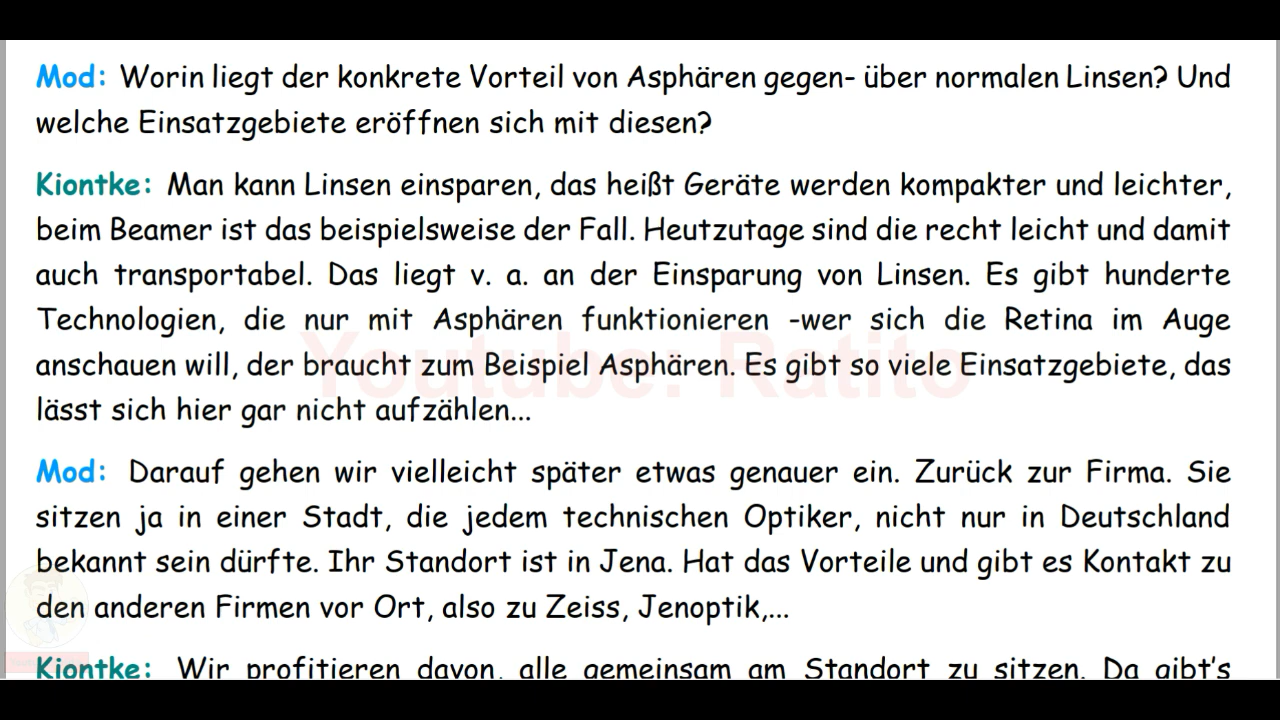 Mod: Worin liegt der konkrete Vorteil von Asphären gegen- über normalen Linsen? Und
welche Einsatzgebiete eröffnen sich mit diesen?
Kiontke: Man kann Linsen einsparen, das heißt Geräte werden kompakter und leichter,
beim Beamer ist das beispielsweise der Fall. Heutzutage sind die recht leicht und damit
auch transportabel. Das liegt v. a. an der Einsparung von Linsen. Es gibt hunderte
Technologien, die nur mit Asphären funktionieren -wer sich die Retina im Auge
anschauen will, der braucht zum Beispiel Asphären. Es gibt so viele Einsatzgebiete, das
Youtube: Ratito
lässt sich hier gar nicht aufzählen...
Mod: Darauf gehen wir vielleicht später etwas genauer ein. Zurück zur Firma. Sie
sitzen ja in einer Stadt, die jedem technischen Optiker, nicht nur in Deutschland
bekannt sein dürfte. Ihr Standort ist in Jena. Hat das Vorteile und gibt es Kontakt zu
den anderen Firmen vor Ort, also zu Zeiss, Jenoptik,...
Kiontke: Wir profitieren davon, alle gemeinsam am Standort zu sitzen. Da gibt's